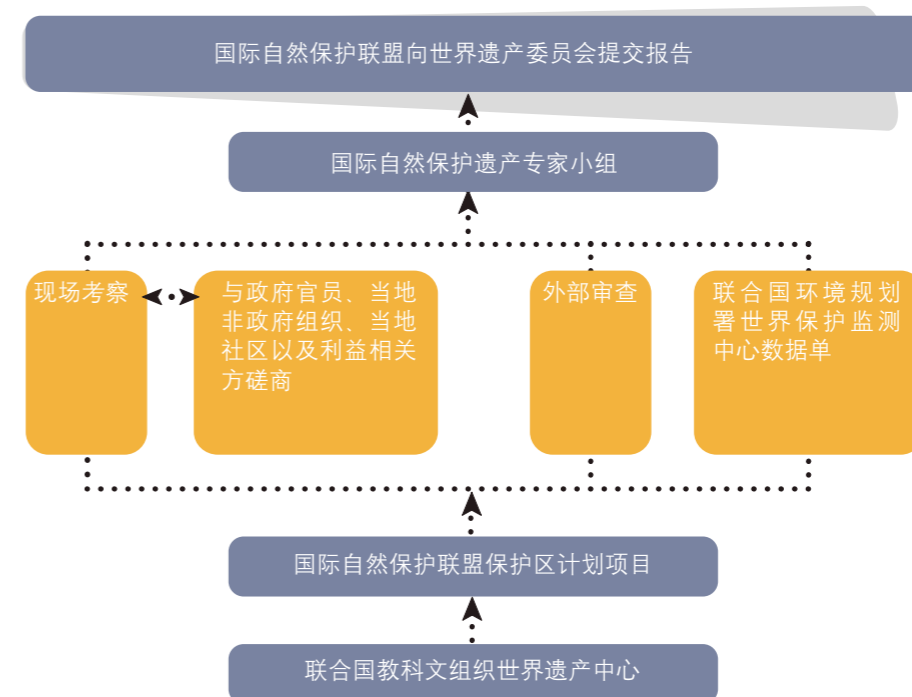 国际自然保护联盟向世界遗产委员会提交报告
国际自然保护遗产专家小组
现场考察
与政府官员、当地
非政府组织、当地
社区以及利益相关
方磋商
外部审查
联合国环境规划
署世界保护监测
中心数据单
国际自然保护联盟保护区计划项目
联合国教科文组织世界遗产中心